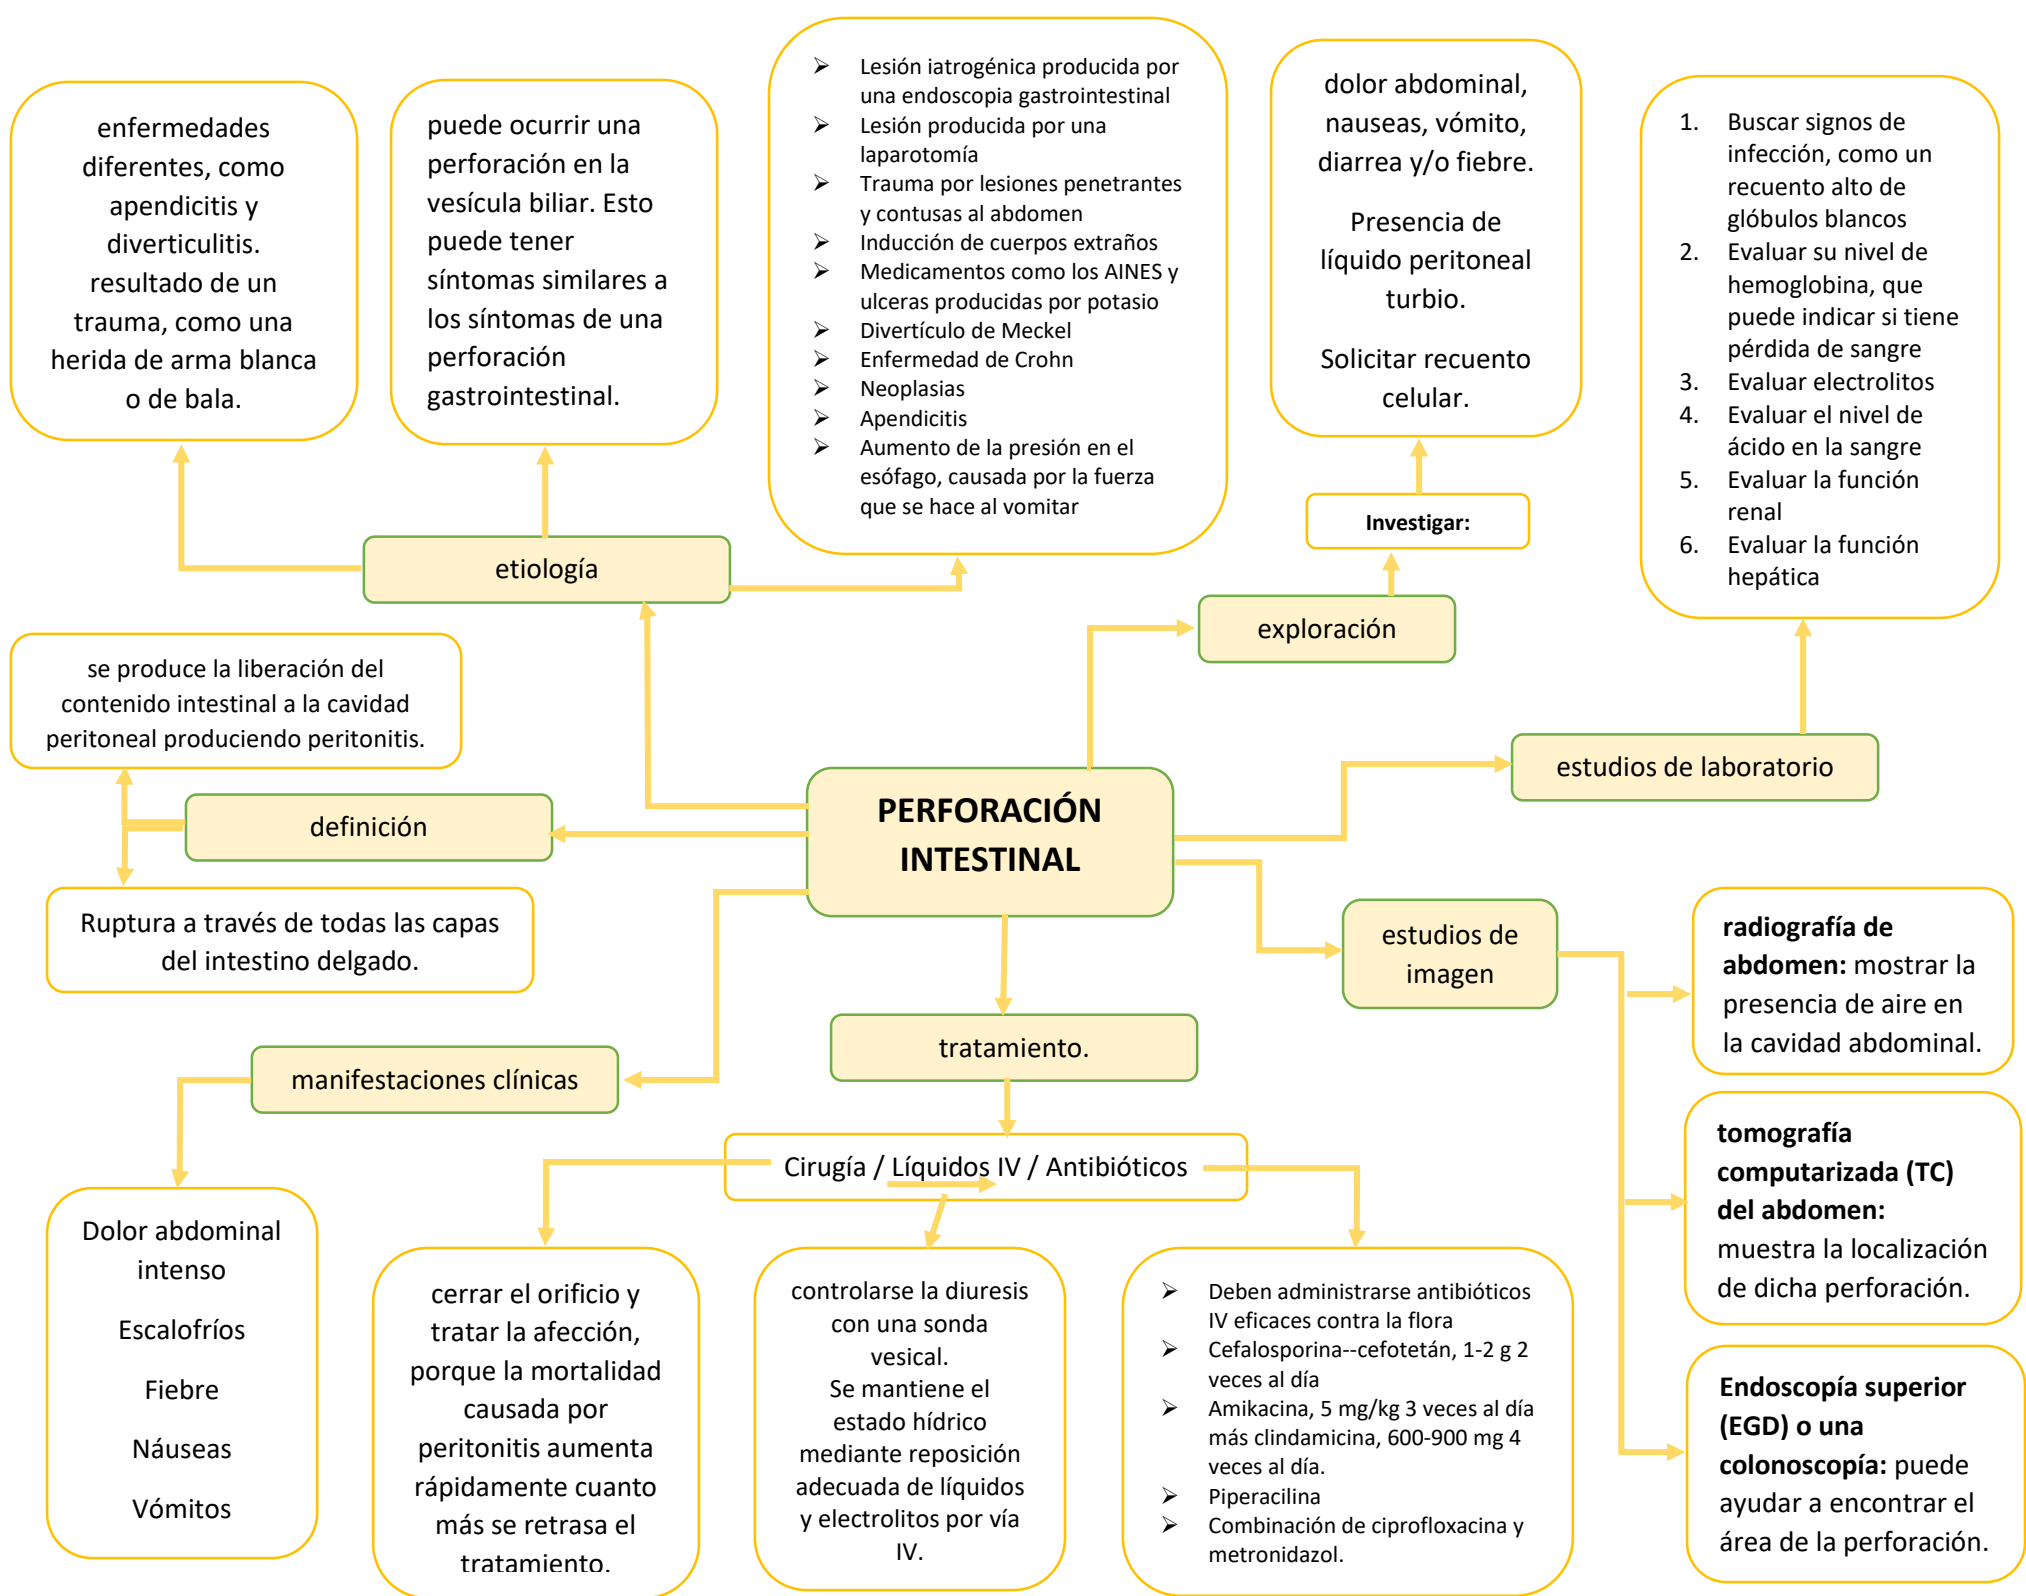 enfermedades
diferentes, como
apendicitis y
diverticulitis.
resultado de un
trauma, como una
herida de arma blanca
o de bala.
puede ocurrir una
perforación en la
vesícula biliar. Esto
puede tener
síntomas similares a
los síntomas de una
perforación
gastrointestinal.
➢ Lesión iatrogénica producida por
una endoscopia gastrointestinal
➢ Lesión producida por una
laparotomía
➢ Trauma por lesiones penetrantes
y contusas al abdomen
➢ Inducción de cuerpos extraños
➢ Medicamentos como los AINES y
ulceras producidas por potasio
➢ Divertículo de Meckel
➢ Enfermedad de Crohn
➢ Neoplasias
➢ Apendicitis
➢ Aumento de la presión en el
esófago, causada por la fuerza
que se hace al vomitar
dolor abdominal,
nauseas, vómito,
diarrea y/o fiebre.
Presencia de
líquido peritoneal
turbio.
Solicitar recuento
celular.
1. Buscar signos de
infección, como un
recuento alto de
glóbulos blancos
2. Evaluar su nivel de
hemoglobina, que
puede indicar si tiene
pérdida de sangre
3. Evaluar electrolitos
4. Evaluar el nivel de
ácido en la sangre
5. Evaluar la función
renal
6. Evaluar la función
hepática
Investigar:
etiología
exploración
se produce la liberación del
contenido intestinal a la cavidad
peritoneal produciendo peritonitis.
estudios de laboratorio
definición
PERFORACIÓN
INTESTINAL
Ruptura a través de todas las capas
del intestino delgado.
estudios de
imagen
radiografía de
abdomen: mostrar la
presencia de aire en
la cavidad abdominal.
tratamiento.
manifestaciones clínicas
Cirugía / Líquidos IV / Antibióticos
tomografía
computarizada (TC)
del abdomen:
muestra la localización
de dicha perforación.
Dolor abdominal
intenso
Escalofríos
Fiebre
Náuseas
Vómitos
cerrar el orificio y
tratar la afección,
porque la mortalidad
causada por
peritonitis aumenta
rápidamente cuanto
más se retrasa el
tratamiento.
controlarse la diuresis
con una sonda
vesical.
Se mantiene el
estado hídrico
mediante reposición
adecuada de líquidos
y electrolitos por vía
IV.
➢ Deben administrarse antibióticos
IV eficaces contra la flora
➢ Cefalosporina--cefotetán, 1-2 g 2
veces al día
➢ Amikacina, 5 mg/kg 3 veces al día
más clindamicina, 600-900 mg 4
veces al día.
➢ Piperacilina
➢ Combinación de ciprofloxacina y
metronidazol.
Endoscopía superior
(EGD) o una
colonoscopía: puede
ayudar a encontrar el
área de la perforación.